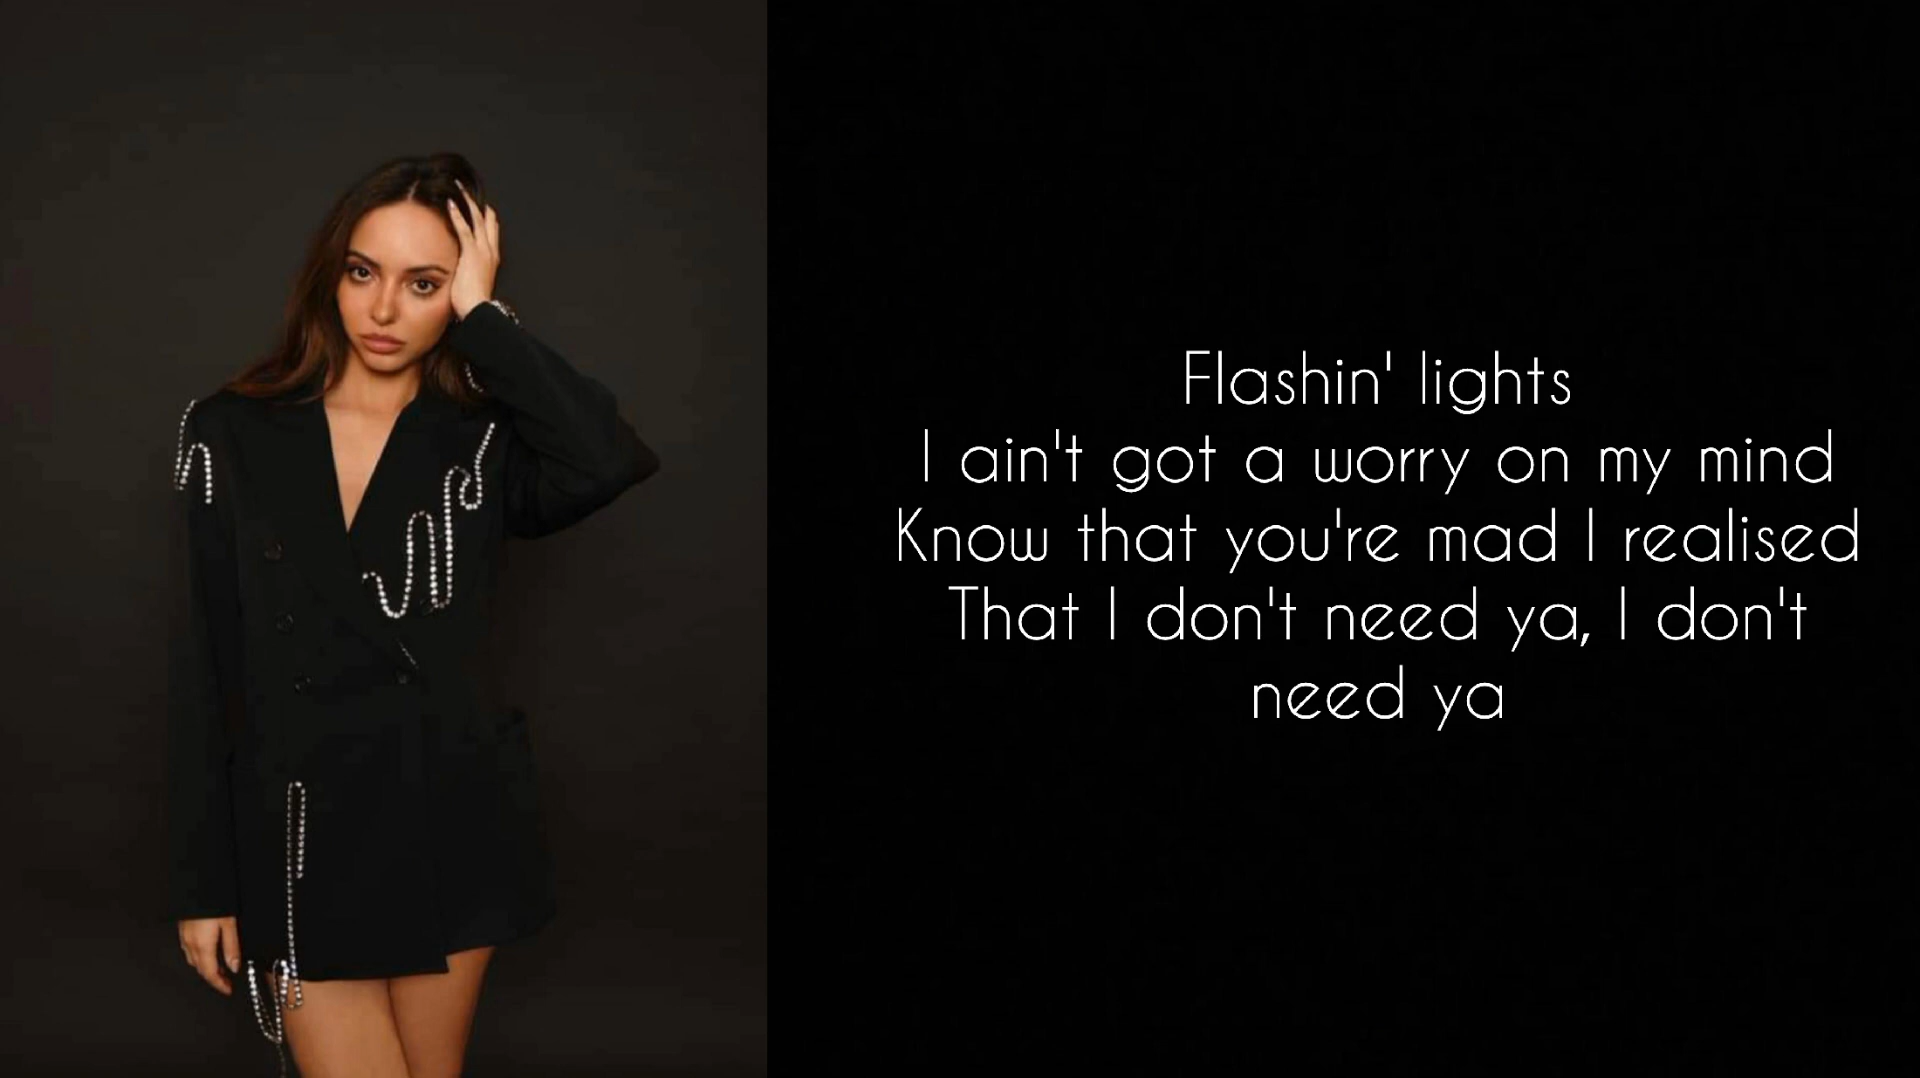 Flashin' lights
I ain't got a worry on my mind
Know that you're mad I realised
That I don't need ya, I don't
need ya